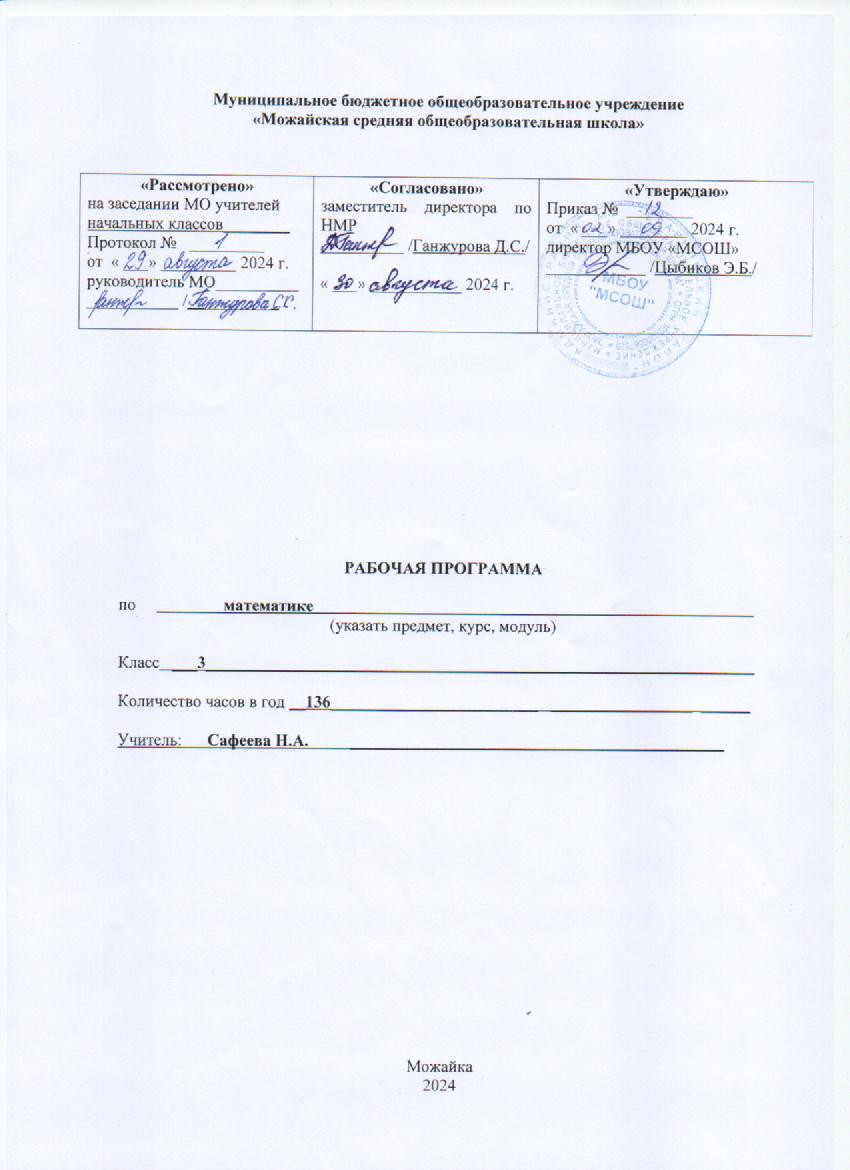 Муниципальное бюджетное общеобразовательное учреждение
«Можайская средняя общеобразовательная школа»
«Рассмотрено»
на заседании МО учителей
начальных классов
Протокол № 1
от « 29 » августа 2024 г.
руководитель МО
/ Гантурова С.С.
«Согласовано»
заместитель директора по
НМР
/Ганжурова Д.С./
« 30 » августа 2024 г.
«Утверждаю»
Приказ № 12
от « 02 » 09 2024 г.
директор МБОУ «МСОШ»
/Цыбиков Э.Б./
МБОУ
"МСОШ"
РАБОЧАЯ ПРОГРАММА
по математике
(указать предмет, курс, модуль)
Класс 3
Количество часов в год 136
Учитель: Сафеева Н.А.
Можайка
2024